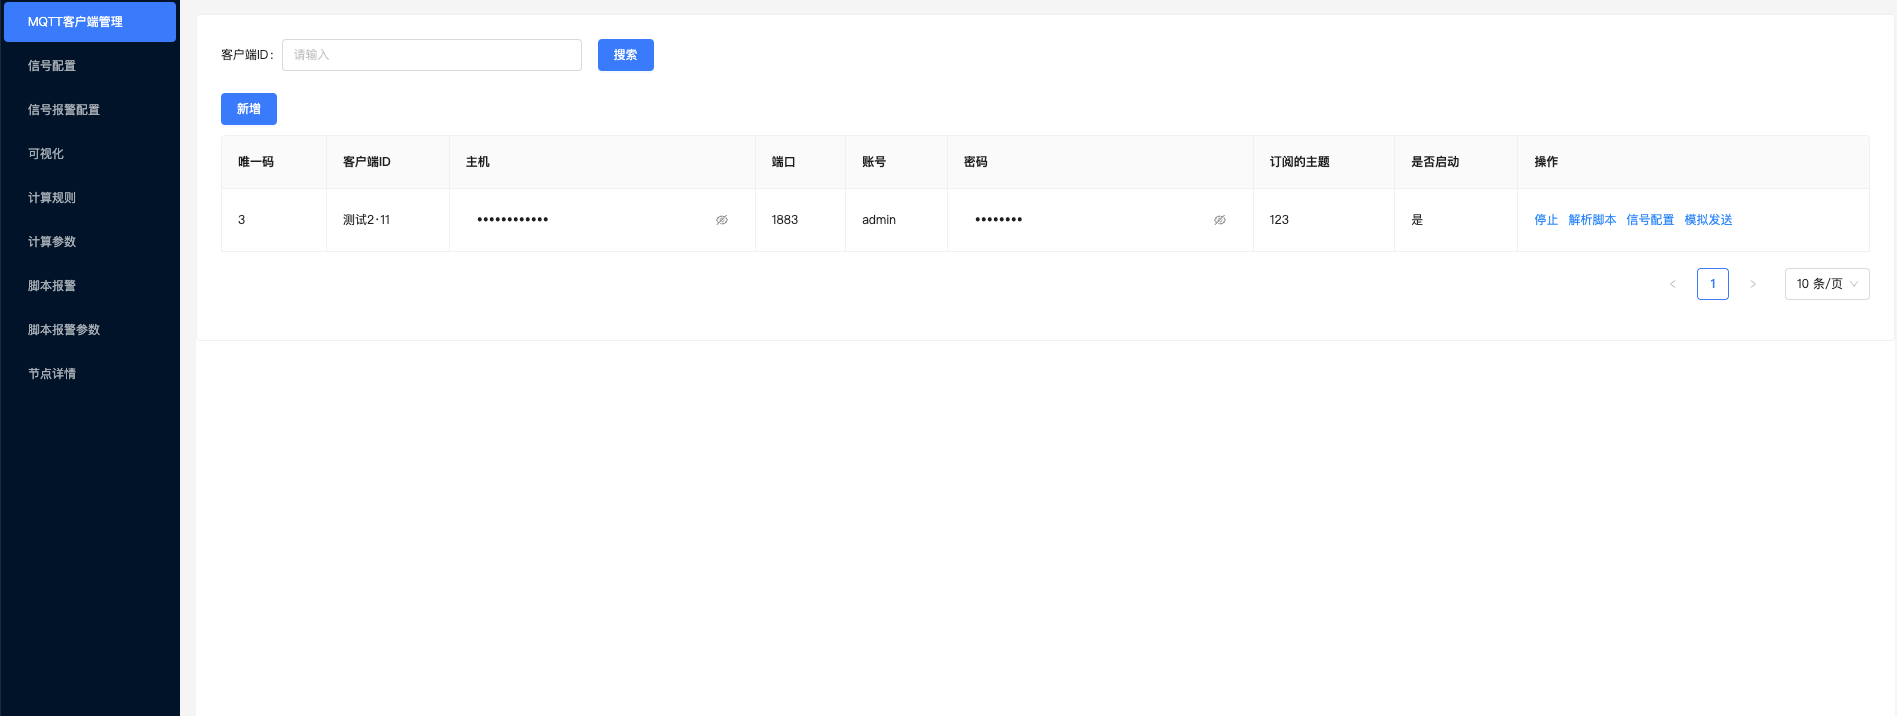 MQTT客户端管理
信号配置
信号报警配置
可视化
计算规则
计算参数
脚本报警
脚本报警参数
节点详情
客户端ID: 请输入 搜索
新增
唯一码 客户端ID 主机 端口 账号 密码 订阅的主题 是否启动 操作
3 测试2-11 •••••••••••• 1883 admin •••••••• 123 是 停止 解析脚本 信号配置 模拟发送
< 1 > 10 条/页